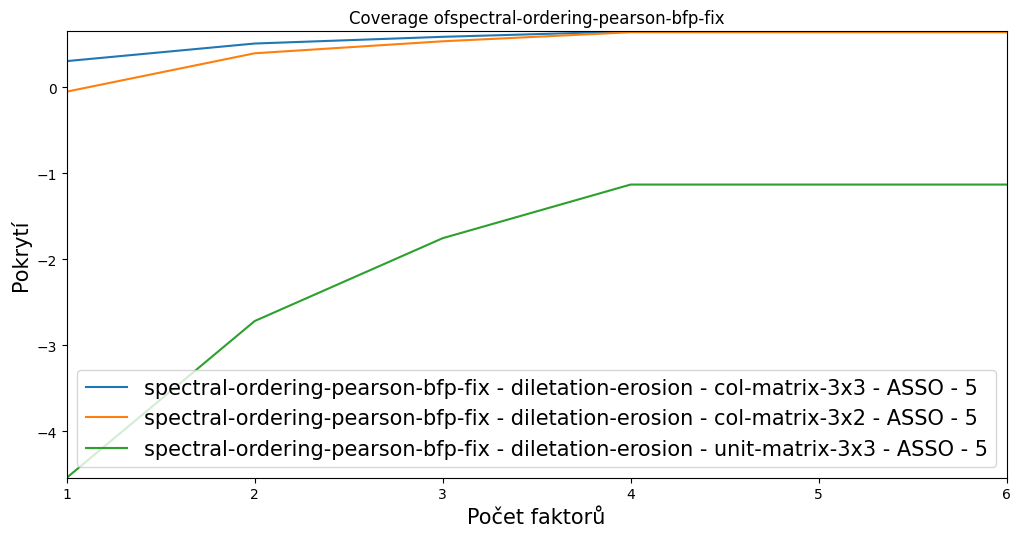 Coverage ofspectral-ordering-pearson-bfp-fix
Pokrytí
0
−1
−2
−3
−4
spectral-ordering-pearson-bfp-fix - diletation-erosion - col-matrix-3x3 - ASSO - 5
spectral-ordering-pearson-bfp-fix - diletation-erosion - col-matrix-3x2 - ASSO - 5
spectral-ordering-pearson-bfp-fix - diletation-erosion - unit-matrix-3x3 - ASSO - 5
1 2 3 4 5 6
Počet faktorů